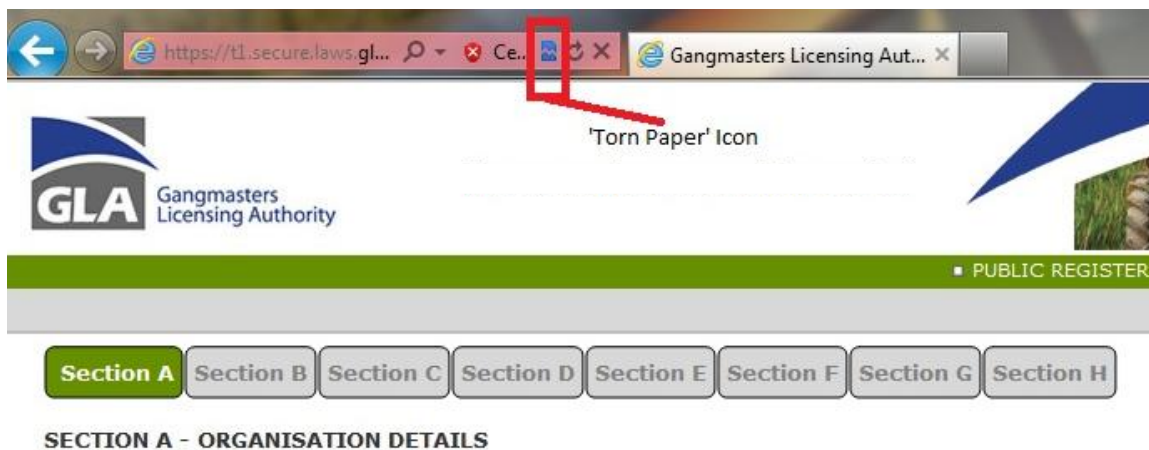 https://t1.secure.laws.gl... Ce... Gangmasters Licensing Aut...
'Torn Paper' Icon
GLA Gangmasters
Licensing Authority
PUBLIC REGISTER
Section A Section B Section C Section D Section E Section F Section G Section H
SECTION A - ORGANISATION DETAILS